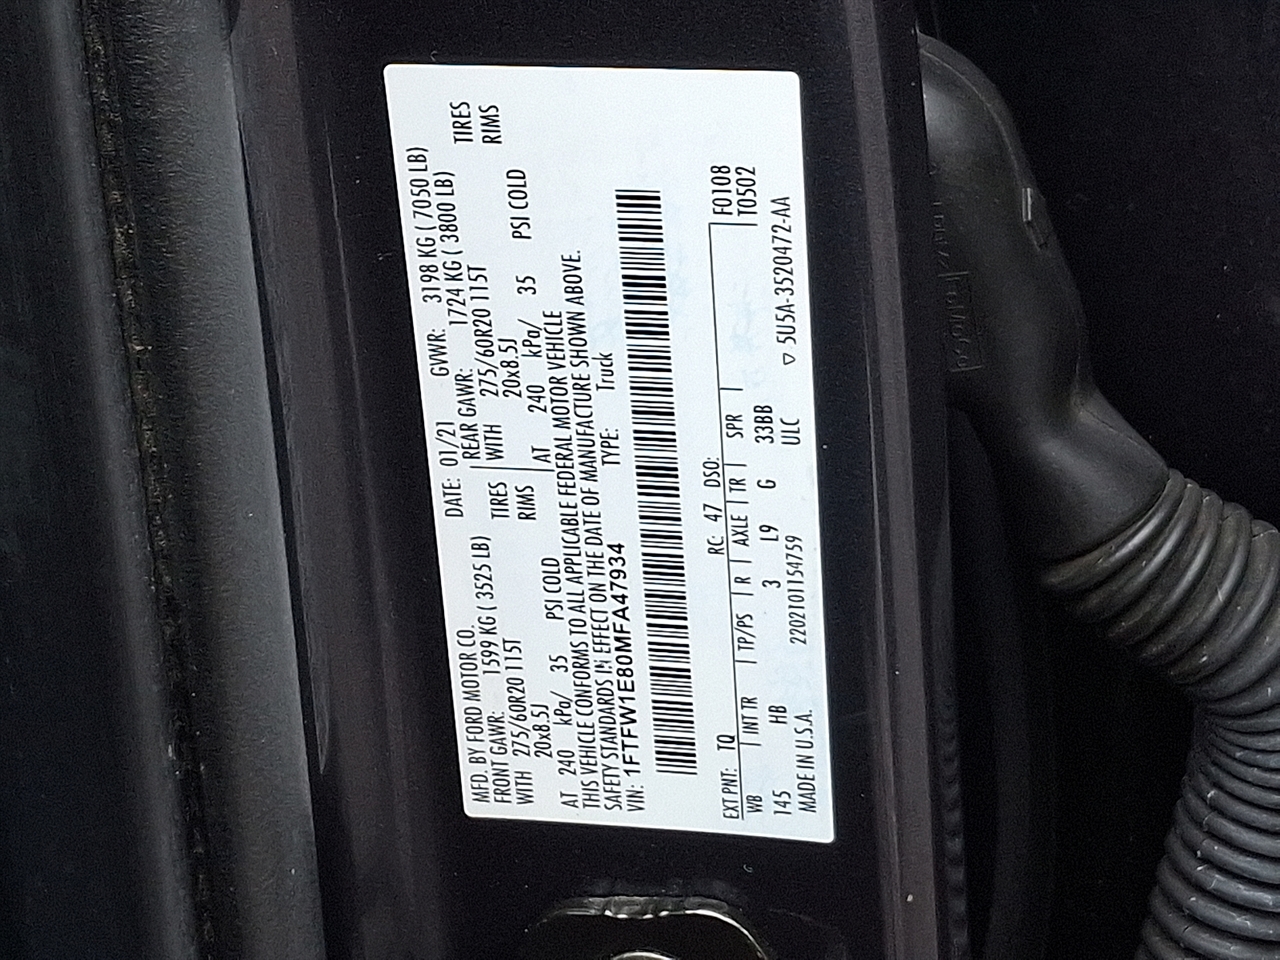 MFD. BY FORD MOTOR CO. DATE: 01/21 GVWR: 3198 KG ( 7050 LB)
FRONT GAWR: 1599 KG ( 3525 LB) REAR GAWR: 1724 KG ( 3800 LB)
WITH 275/60R20 115T TIRES WITH 275/60R20 115T TIRES
20x8.5J RIMS 20x8.5J RIMS
AT 240 kPa/ 35 PSI COLD AT 240 kPa/ 35 PSI COLD
THIS VEHICLE CONFORMS TO ALL APPLICABLE FEDERAL MOTOR VEHICLE
SAFETY STANDARDS IN EFFECT ON THE DATE OF MANUFACTURE SHOWN ABOVE.
VIN: 1FTFW1E80MFA47934 TYPE: Truck
EXT PNT: TQ RC: 47 DSO: F0108
WB INT TR TP/PS R AXLE TR SPR T0502
145 HB 3 L9 G 33BB
MADE IN U.S.A. 220210115​4759 ULC ▽ 5U5A-3520472-AA